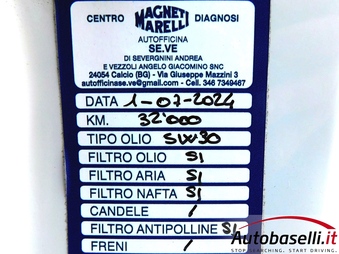 CENTRO MAGNETI MARELLI DIAGNOSI
AUTOFFICINA
SE.VE
DI SEVERGNINI ANDREA
E VEZZOLI ANGELO GIACOMINO SNC
24054 Calcio (BG) - Via Giuseppe Mazzini 3
autofficinase.ve@gmail.com - Cell. 346 7349487
DATA 1-07-2024
KM. 32'000
TIPO OLIO 5W30
FILTRO OLIO SI
FILTRO ARIA SI
FILTRO NAFTA SI
CANDELE /
FILTRO ANTIPOLLINE SI
FRENI /
Autobaselli.it
STOP SEARCHING. START DRIVING.